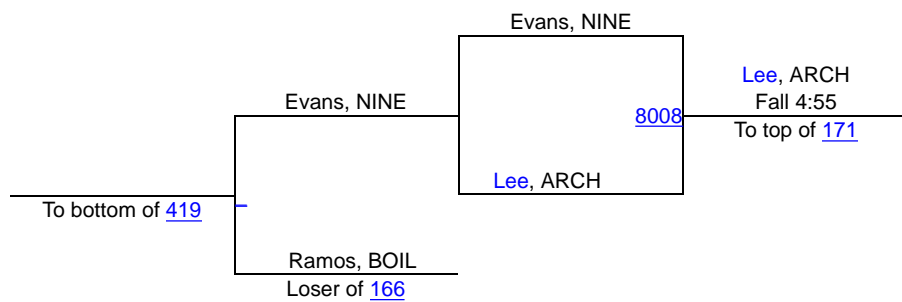 Evans, NINE
Lee, ARCH
Fall 4:55
Evans, NINE
8008
To top of 171
Lee, ARCH
To bottom of 419
Ramos, BOIL
Loser of 166